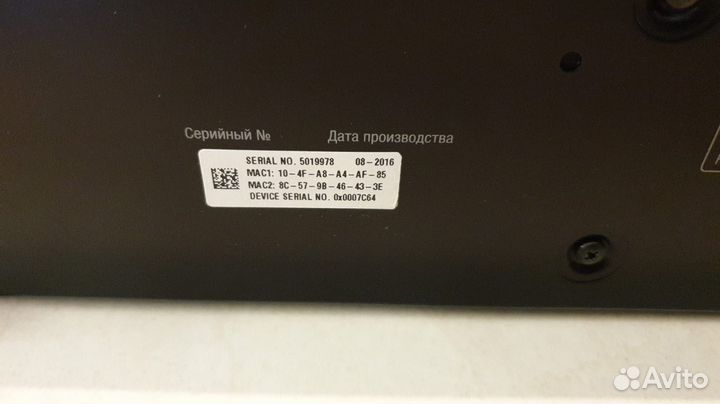 Серийный № Дата производства
SERIAL NO. 5019978 08-2016
MAC1: 10-4F-A8-A4-AF-85
MAC2: 8C-57-9B-46-43-3E
DEVICE SERIAL NO. 0x0007C64
Avito